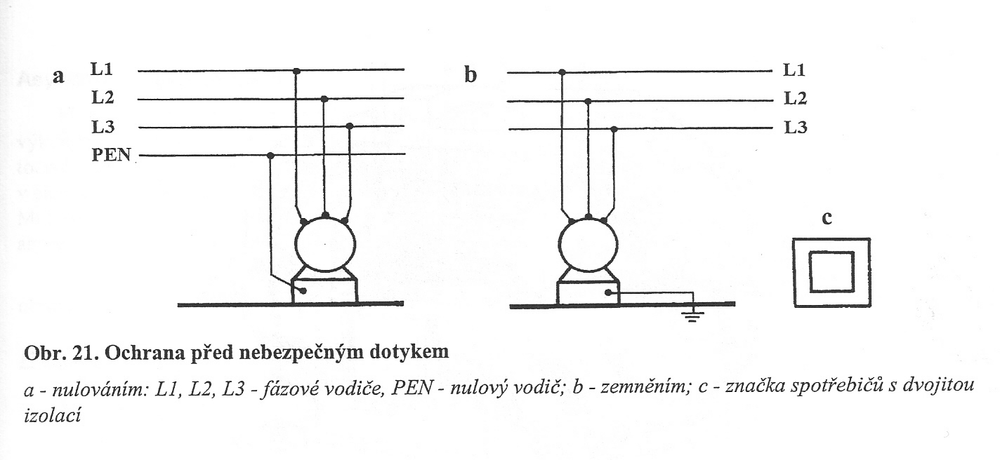 a
L1
L2
L3
PEN
b
L1
L2
L3
c
Obr. 21. Ochrana před nebezpečným dotykem
a - nulováním: L1, L2, L3 - fázové vodiče, PEN - nulový vodič; b - zemněním; c - značka spotřebičů s dvojitou
izolací